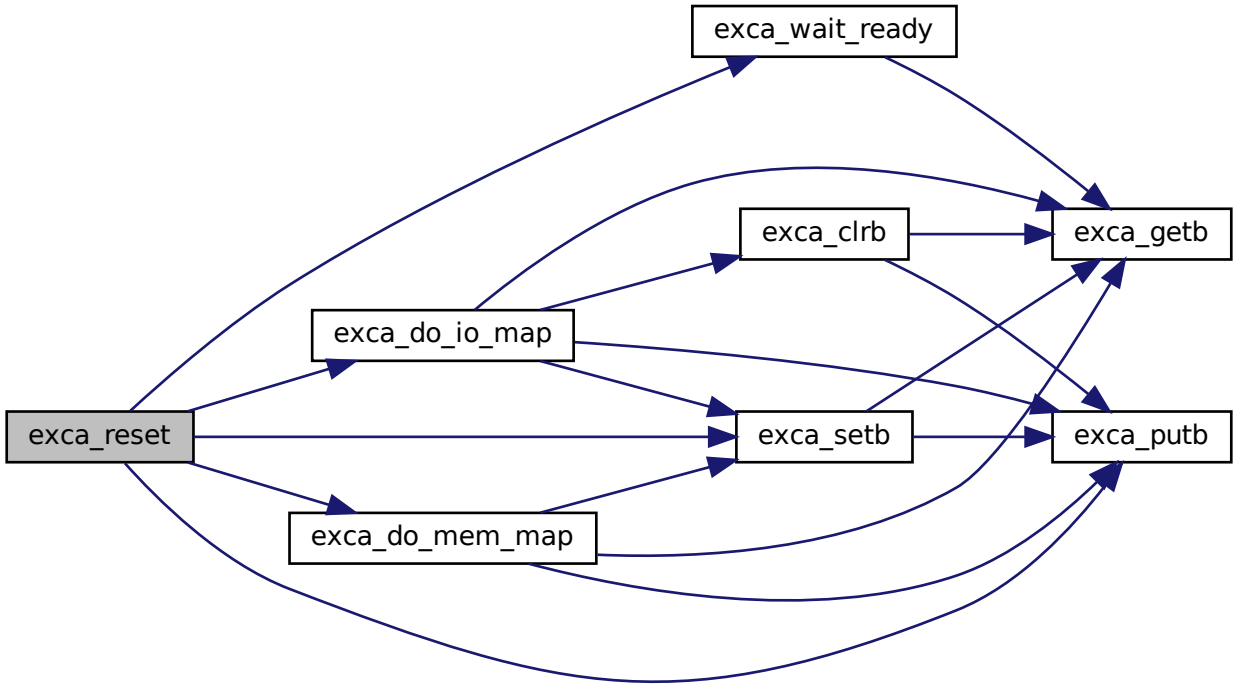 exca_wait_ready
exca_clrb
exca_getb
exca_do_io_map
exca_reset
exca_setb
exca_putb
exca_do_mem_map